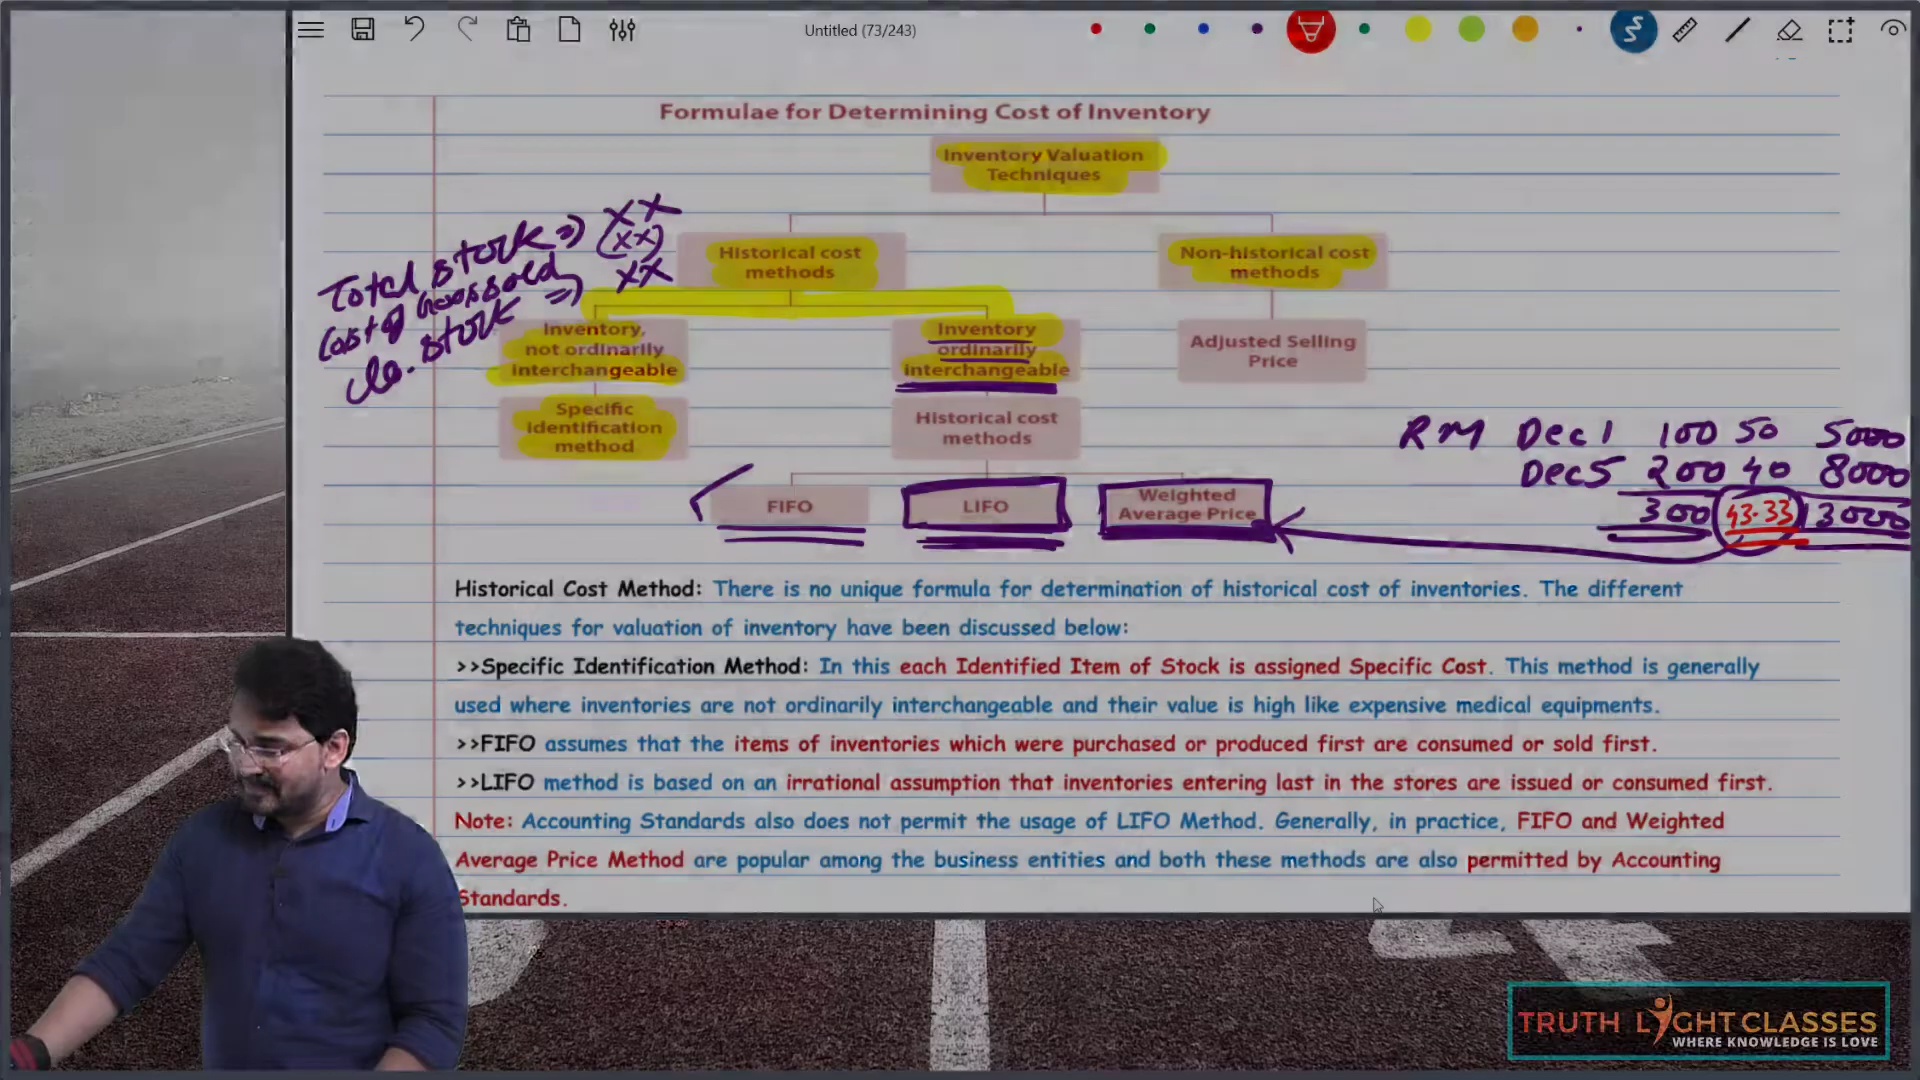 Untitled (73/243)
Formulae for Determining Cost of Inventory
Inventory Valuation
Techniques
Total stock => XX
Cost of Goods sold (XX)
Clo. stock => XX
Historical cost
methods
Non-historical cost
methods
Inventory,
not ordinarily
interchangeable
Inventory
ordinarily
interchangeable
Adjusted Selling
Price
Specific
identification
method
Historical cost
methods
RM Dec 1 100 50 5000
Dec 5 200 40 8000
300 43.33 13000
FIFO
LIFO
Weighted
Average Price
Historical Cost Method: There is no unique formula for determination of historical cost of inventories. The different
techniques for valuation of inventory have been discussed below:
>>Specific Identification Method: In this each Identified Item of Stock is assigned Specific Cost. This method is generally
used where inventories are not ordinarily interchangeable and their value is high like expensive medical equipments.
>>FIFO assumes that the items of inventories which were purchased or produced first are consumed or sold first.
>>LIFO method is based on an irrational assumption that inventories entering last in the stores are issued or consumed first.
Note: Accounting Standards also does not permit the usage of LIFO Method. Generally, in practice, FIFO and Weighted
Average Price Method are popular among the business entities and both these methods are also permitted by Accounting
Standards.
TRUTH LIGHT CLASSES
WHERE KNOWLEDGE IS LOVE